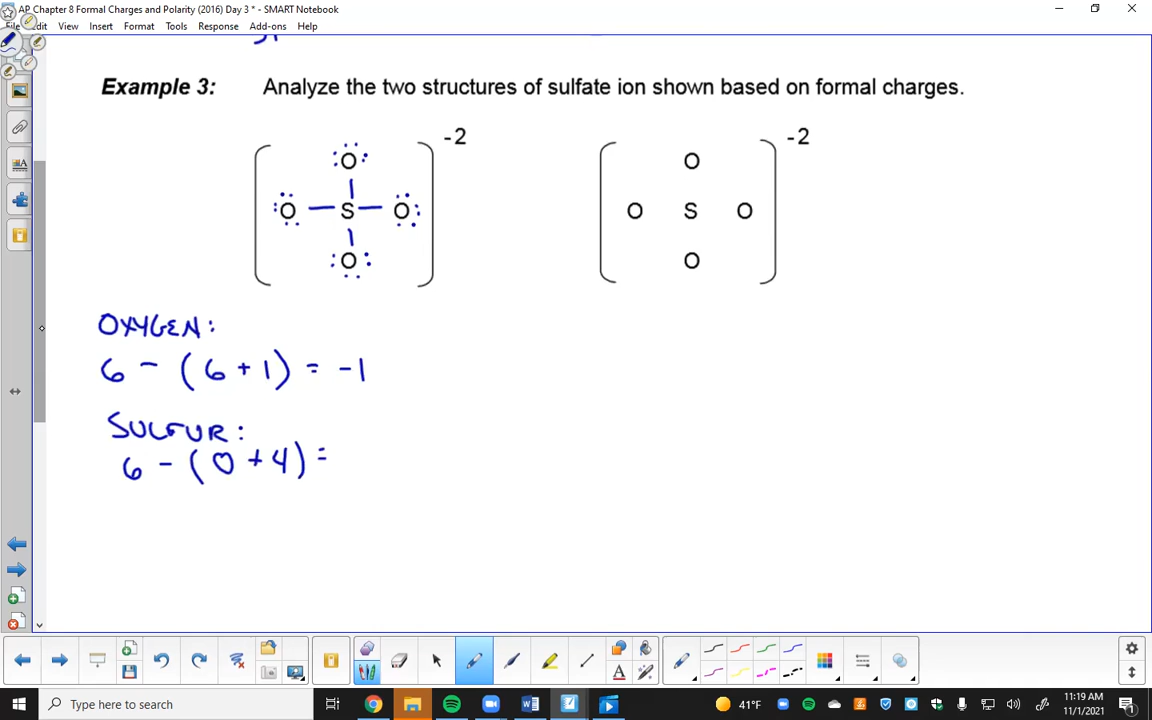 AP Chapter 8 Formal Charges and Polarity (2016) Day 3 * - SMART Notebook
Edit View Insert Format Tools Response Add-ons Help
Example 3: Analyze the two structures of sulfate ion shown based on formal charges.
-2 -2
O O
O S O O S O
O O
OXYGEN:
6 - (6 + 1) = -1
SULFUR:
6 - (0 + 4) =
Type here to search
41°F
11:19 AM
11/1/2021
1